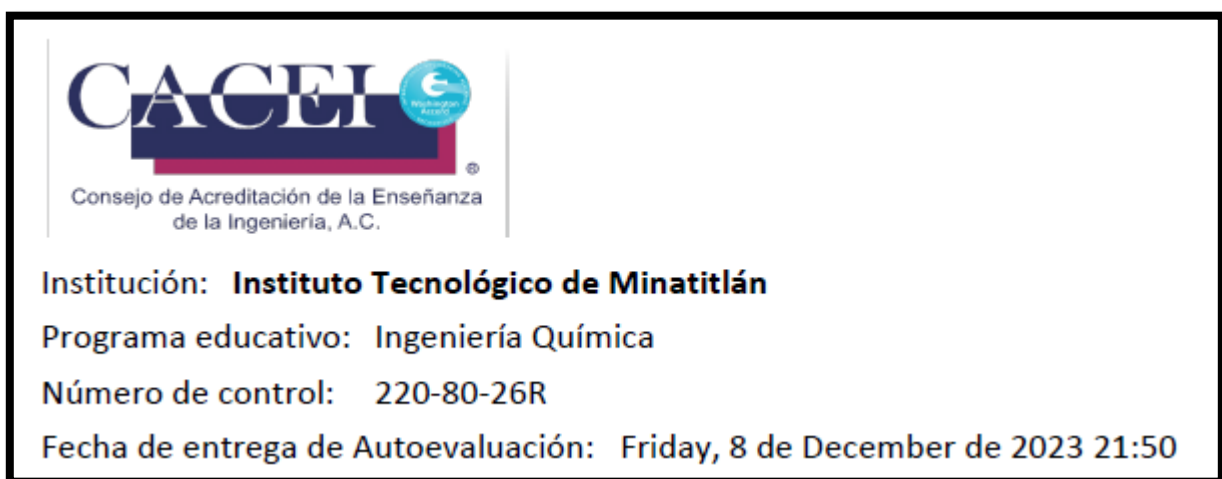 CACEI
Washington
Accord
®
Consejo de Acreditación de la Enseñanza
de la Ingeniería, A.C.
Institución: Instituto Tecnológico de Minatitlán
Programa educativo: Ingeniería Química
Número de control: 220-80-26R
Fecha de entrega de Autoevaluación: Friday, 8 de December de 2023 21:50